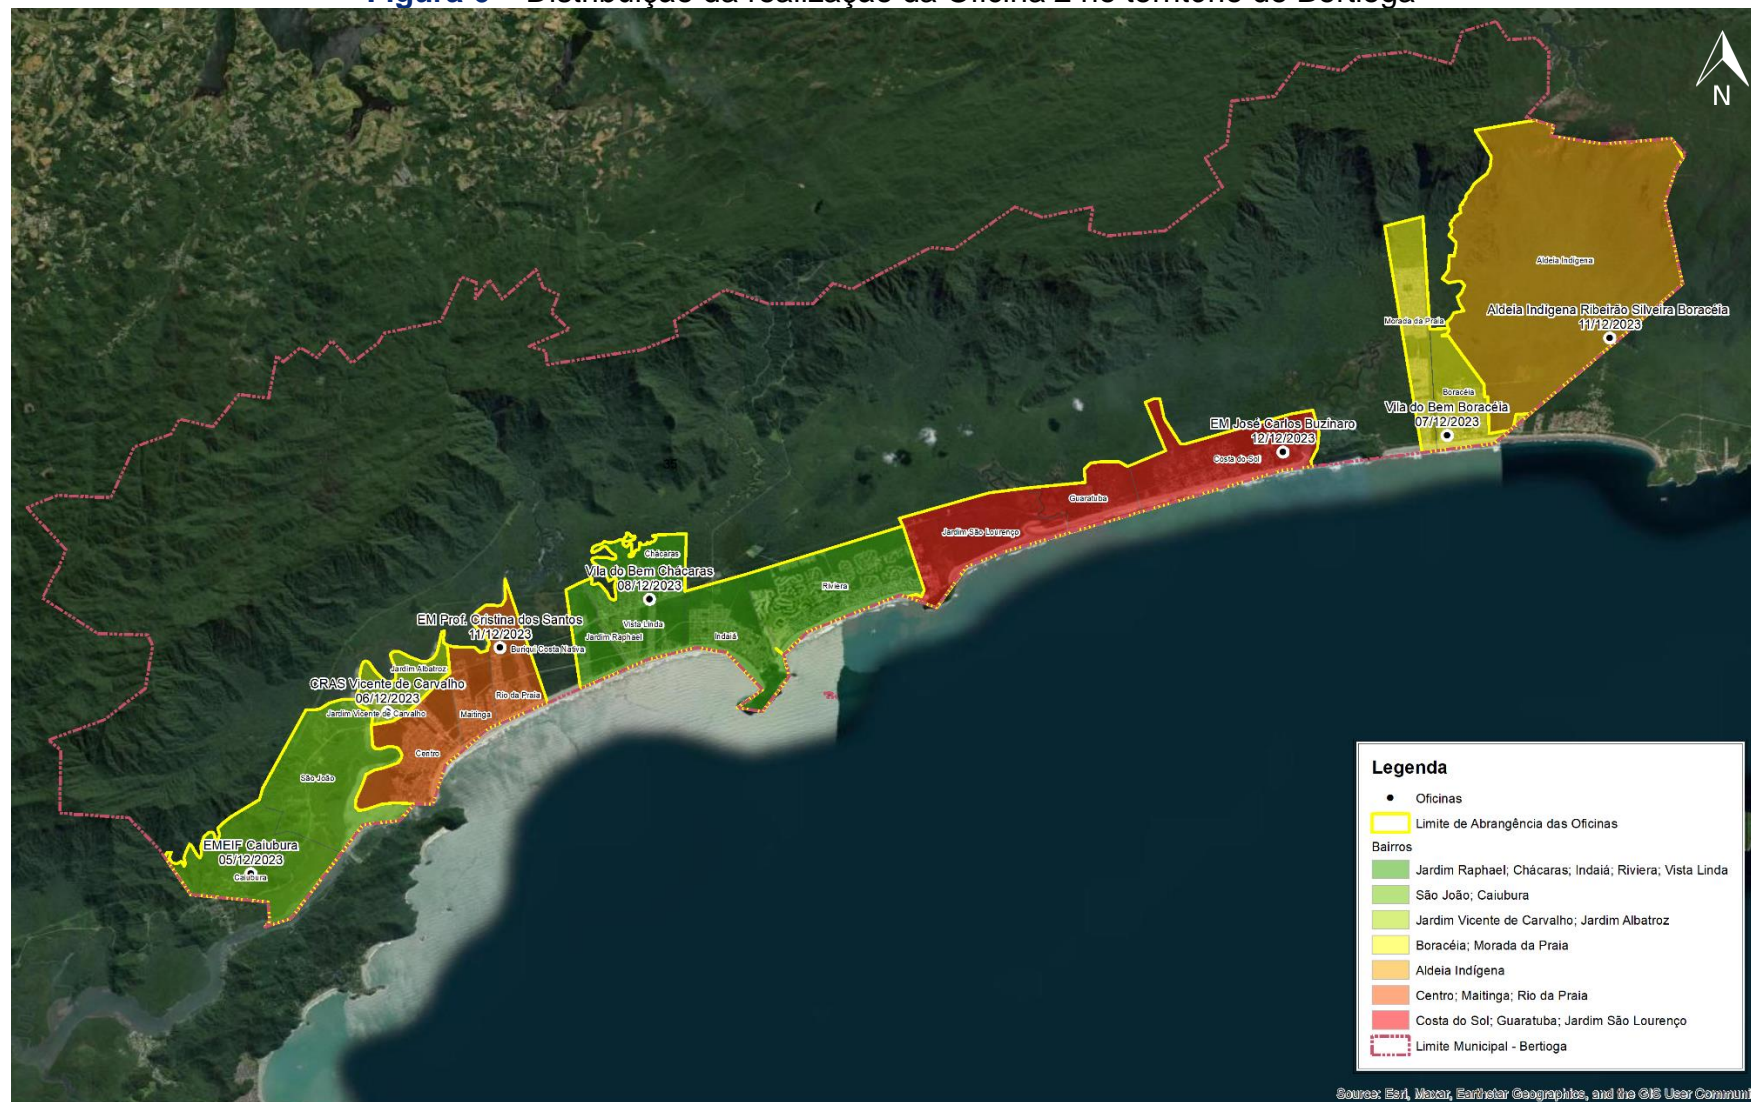 Distribuição da realização da Oficina 2 no território de Bertioga
N
Aldeia Indígena
Aldeia Indígena Ribeirão Silveira Boracéia
11/12/2023
Morada da Praia
Boracéia
Vila do Bem Boracéia
07/12/2023
EM José Carlos Buzinaro
12/12/2023
Costa do Sol
Guaratuba
Jardim São Lourenço
Chácaras
Vila do Bem Chácaras
08/12/2023
Riviera
Vista Linda
Jardim Raphael
Indaiá
EM Prof. Cristina dos Santos
11/12/2023
Buriqui Costa Nativa
Jardim Albatroz
CRAS Vicente de Carvalho
06/12/2023
Rio da Praia
Jardim Vicente de Carvalho
Maitinga
Centro
São João
EMEIF Caiubura
05/12/2023
Caiubura
Legenda
Oficinas
Limite de Abrangência das Oficinas
Bairros
Jardim Raphael; Chácaras; Indaiá; Riviera; Vista Linda
São João; Caiubura
Jardim Vicente de Carvalho; Jardim Albatroz
Boracéia; Morada da Praia
Aldeia Indígena
Centro; Maitinga; Rio da Praia
Costa do Sol; Guaratuba; Jardim São Lourenço
Limite Municipal - Bertioga
Source: Esri, Maxar, Earthstar Geographics, and the GIS User Communi